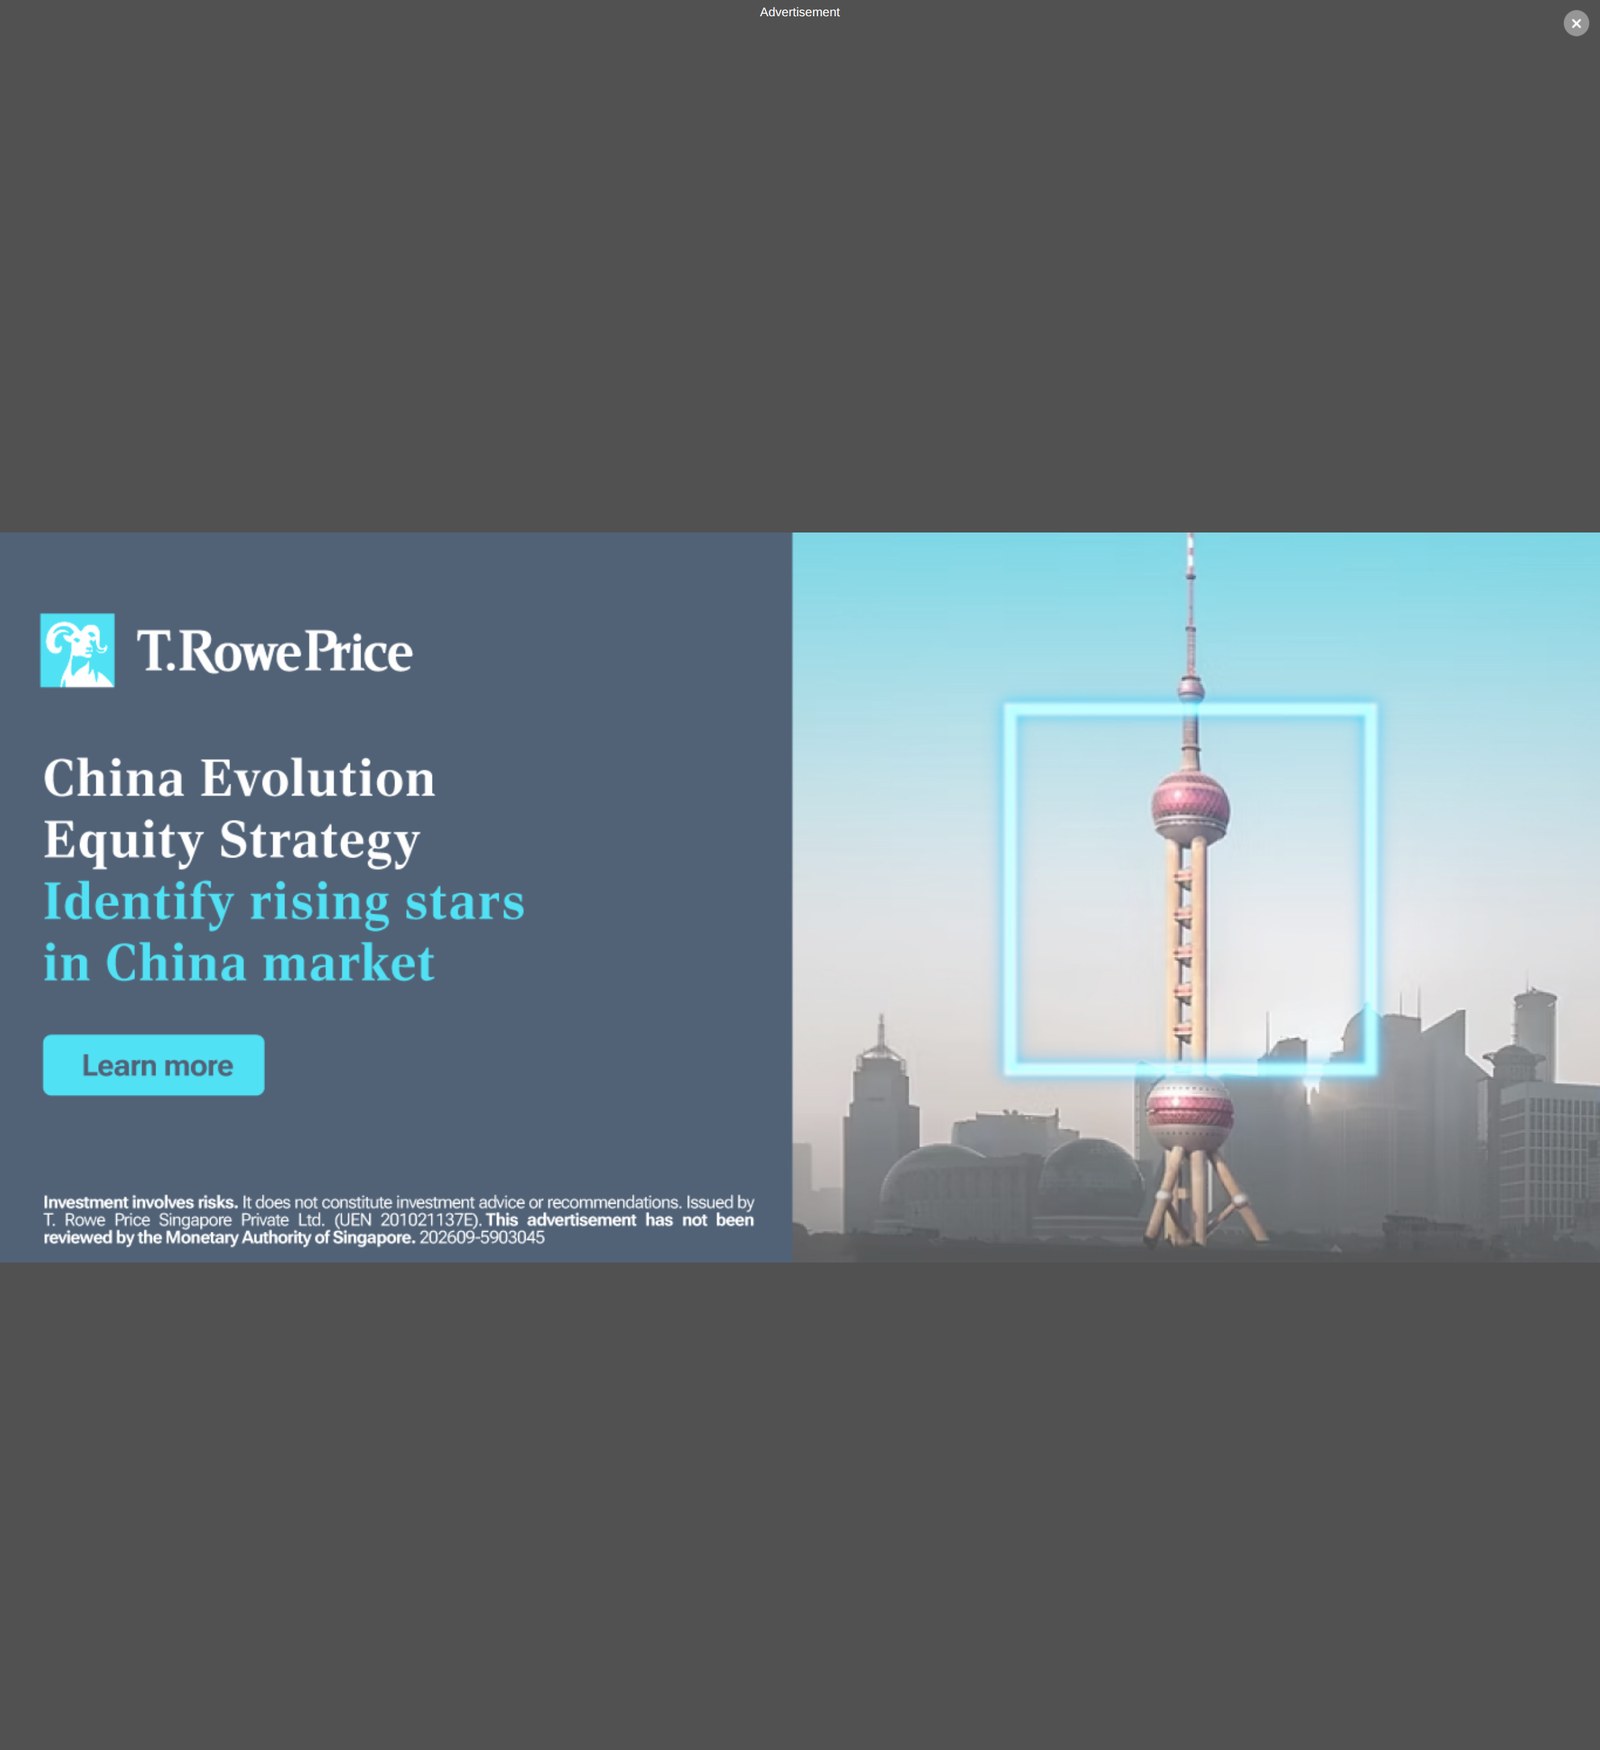 Advertisement
T.RowePrice
China Evolution
Equity Strategy
Identify rising stars
in China market
Learn more
Investment involves risks. It does not constitute investment advice or recommendations. Issued by
T. Rowe Price Singapore Private Ltd. (UEN 201021137E). This advertisement has not been
reviewed by the Monetary Authority of Singapore. 202609-5903045